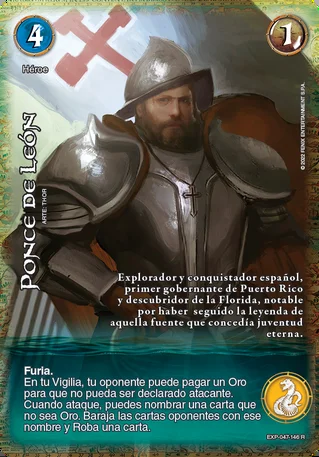 4
1
Héroe
© 2022 FENIX ENTERTAINMENT S.P.A.
Ponce de León
ARTE: THOR
Explorador y conquistador español,
primer gobernante de Puerto Rico
y descubridor de la Florida, notable
por haber seguido la leyenda de
aquella fuente que concedía juventud
eterna.
Furia.
En tu Vigilia, tu oponente puede pagar un Oro
para que no pueda ser declarado atacante.
Cuando ataque, puedes nombrar una carta que
no sea Oro. Baraja las cartas oponentes con ese
nombre y Roba una carta.
EXP-047-146 R